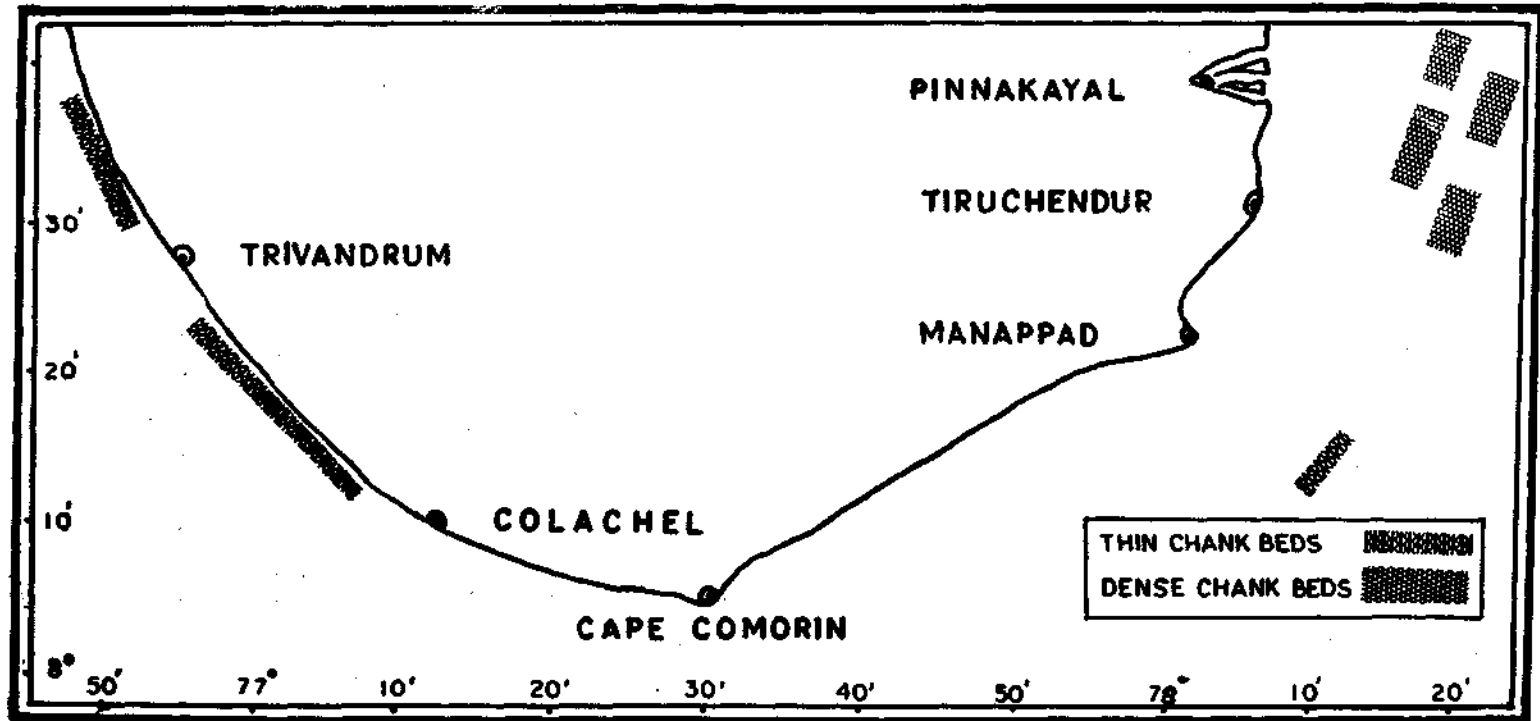 PINNAKAYAL
TIRUCHENDUR
30'
TRIVANDRUM
MANAPPAD
20'
10'
COLACHEL
THIN CHANK BEDS
DENSE CHANK BEDS
CAPE COMORIN
8°
50' 77° 10' 20' 30' 40' 50' 78° 10' 20'